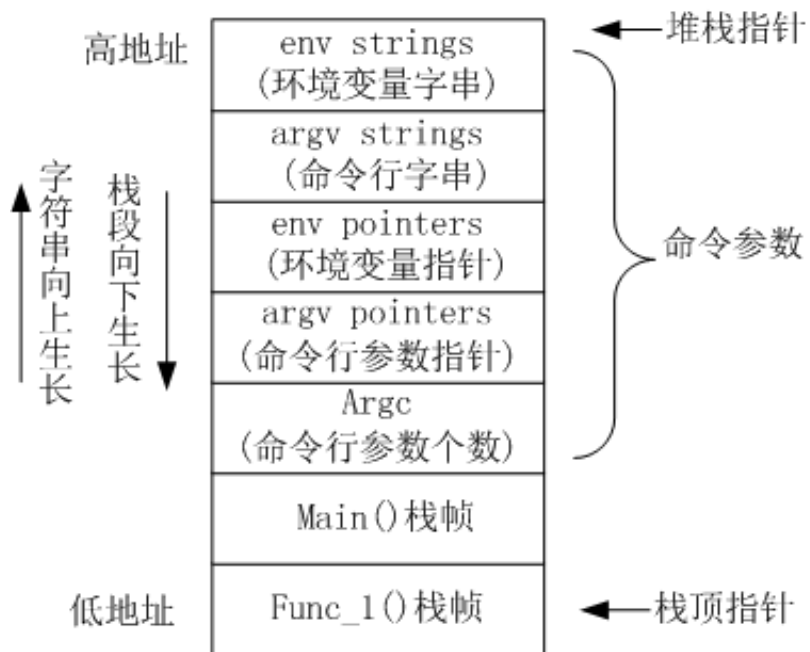 高地址
env strings
(环境变量字串)
堆栈指针
argv strings
(命令行字串)
字符串向上生长
栈段向下生长
env pointers
(环境变量指针)
命令参数
argv pointers
(命令行参数指针)
Argc
(命令行参数个数)
Main()栈帧
低地址
Func_1()栈帧
栈顶指针